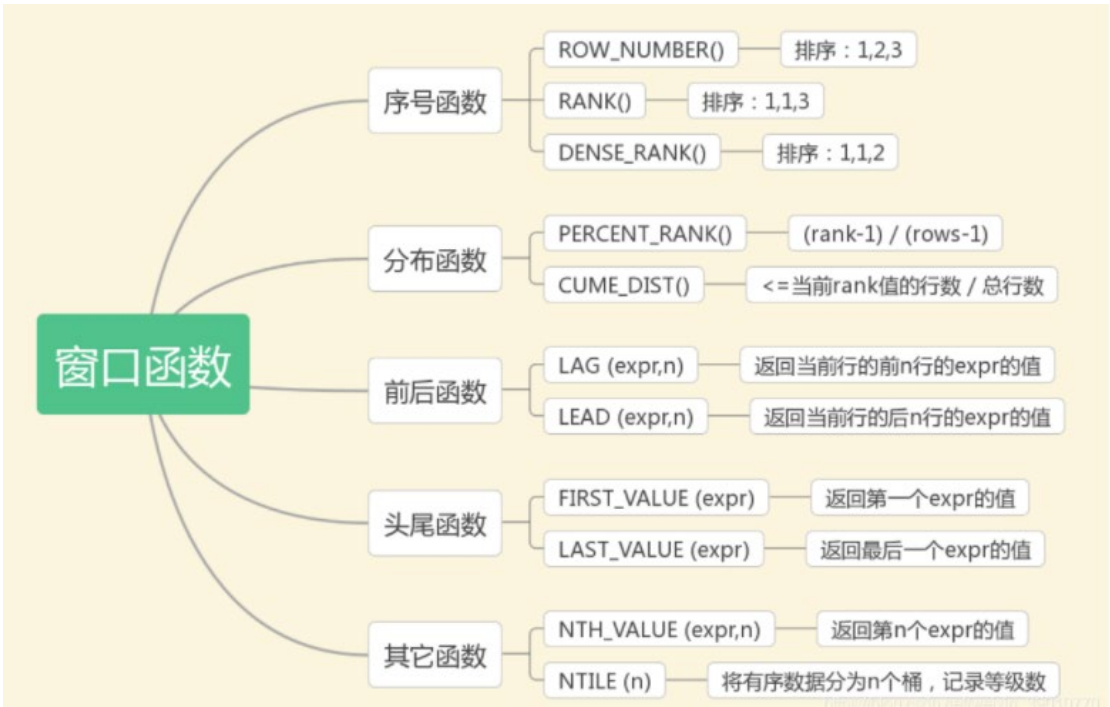 窗口函数
序号函数
ROW_NUMBER()
排序：1,2,3
RANK()
排序：1,1,3
DENSE_RANK()
排序：1,1,2
分布函数
PERCENT_RANK()
(rank-1) / (rows-1)
CUME_DIST()
<=当前rank值的行数 / 总行数
前后函数
LAG (expr,n)
返回当前行的前n行的expr的值
LEAD (expr,n)
返回当前行的后n行的expr的值
头尾函数
FIRST_VALUE (expr)
返回第一个expr的值
LAST_VALUE (expr)
返回最后一个expr的值
其它函数
NTH_VALUE (expr,n)
返回第n个expr的值
NTILE (n)
将有序数据分为n个桶，记录等级数